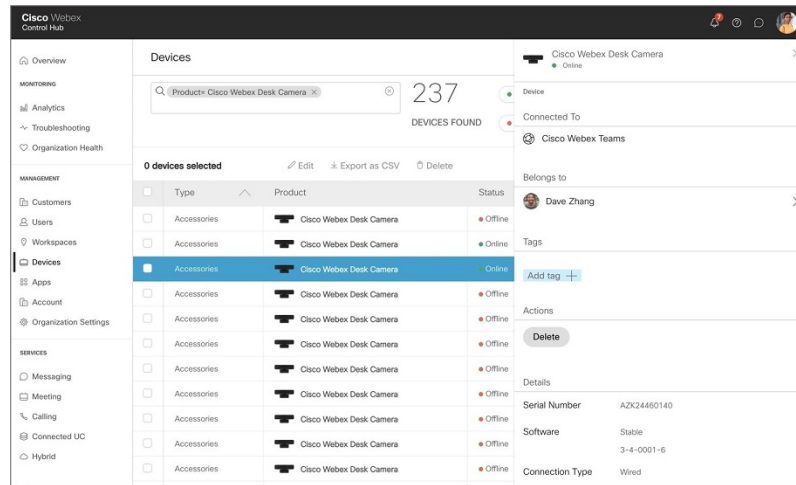 Cisco Webex
Control Hub
7
Overview
MONITORING
Analytics
Troubleshooting
Organization Health
MANAGEMENT
Customers
Users
Workspaces
Devices
Apps
Account
Organization Settings
SERVICES
Messaging
Meeting
Calling
Connected UC
Hybrid
Devices
Product= Cisco Webex Desk Camera ×
237
DEVICES FOUND
0 devices selected Edit Export as CSV Delete
Type Product Status
Accessories Cisco Webex Desk Camera Offline
Accessories Cisco Webex Desk Camera Online
Accessories Cisco Webex Desk Camera Online
Accessories Cisco Webex Desk Camera Offline
Accessories Cisco Webex Desk Camera Offline
Accessories Cisco Webex Desk Camera Offline
Accessories Cisco Webex Desk Camera Offline
Accessories Cisco Webex Desk Camera Offline
Accessories Cisco Webex Desk Camera Offline
Accessories Cisco Webex Desk Camera Offline
Accessories Cisco Webex Desk Camera Offline
Cisco Webex Desk Camera
Online
Device
Connected To
Cisco Webex Teams
Belongs to
Dave Zhang
Tags
Add tag +
Actions
Delete
Details
Serial Number AZK24460140
Software Stable
3-4-0001-6
Connection Type Wired